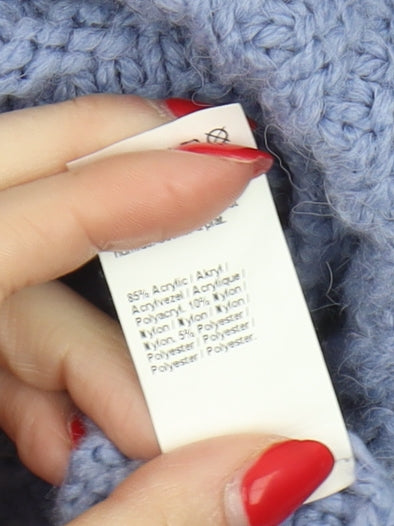 85% Acrylic / Akryl /
Acrylvezel / Acrylique /
Polyacryl, 10% Nylon /
Nylon / Nylon / Nylon /
Nylon, 5% Polyester /
Polyester / Polyester /
Polyester / Polyester.